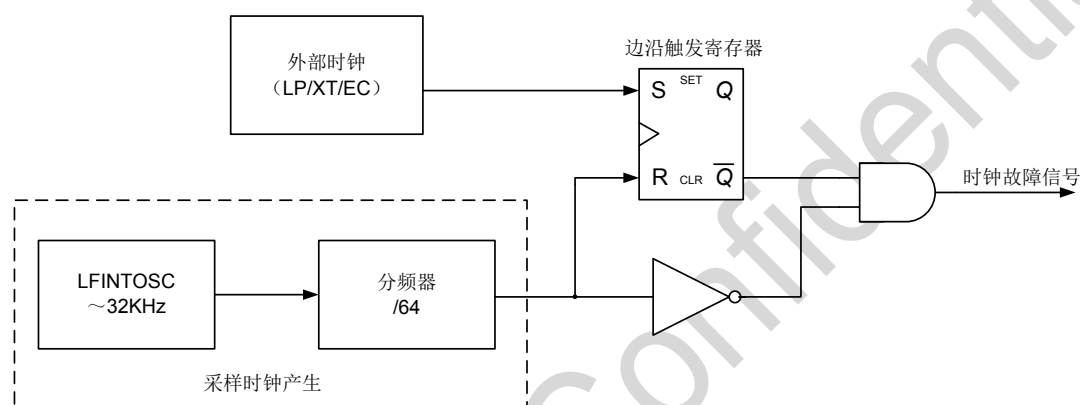 外部时钟
（LP/XT/EC）
边沿触发寄存器
S SET Q
R CLR Q
时钟故障信号
LFINTOSC
～32KHz
分频器
/64
采样时钟产生
Confidential